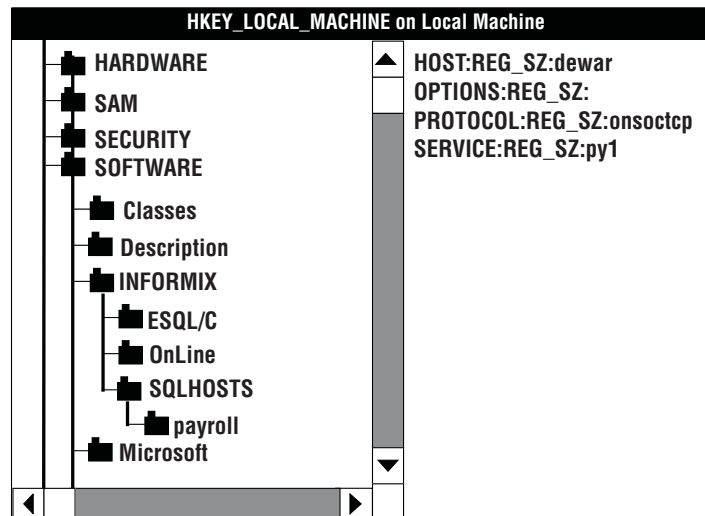 HKEY_LOCAL_MACHINE on Local Machine
HARDWARE
SAM
SECURITY
SOFTWARE
Classes
Description
INFORMIX
ESQL/C
OnLine
SQLHOSTS
payroll
Microsoft
HOST:REG_SZ:dewar
OPTIONS:REG_SZ:
PROTOCOL:REG_SZ:onsoctcp
SERVICE:REG_SZ:py1